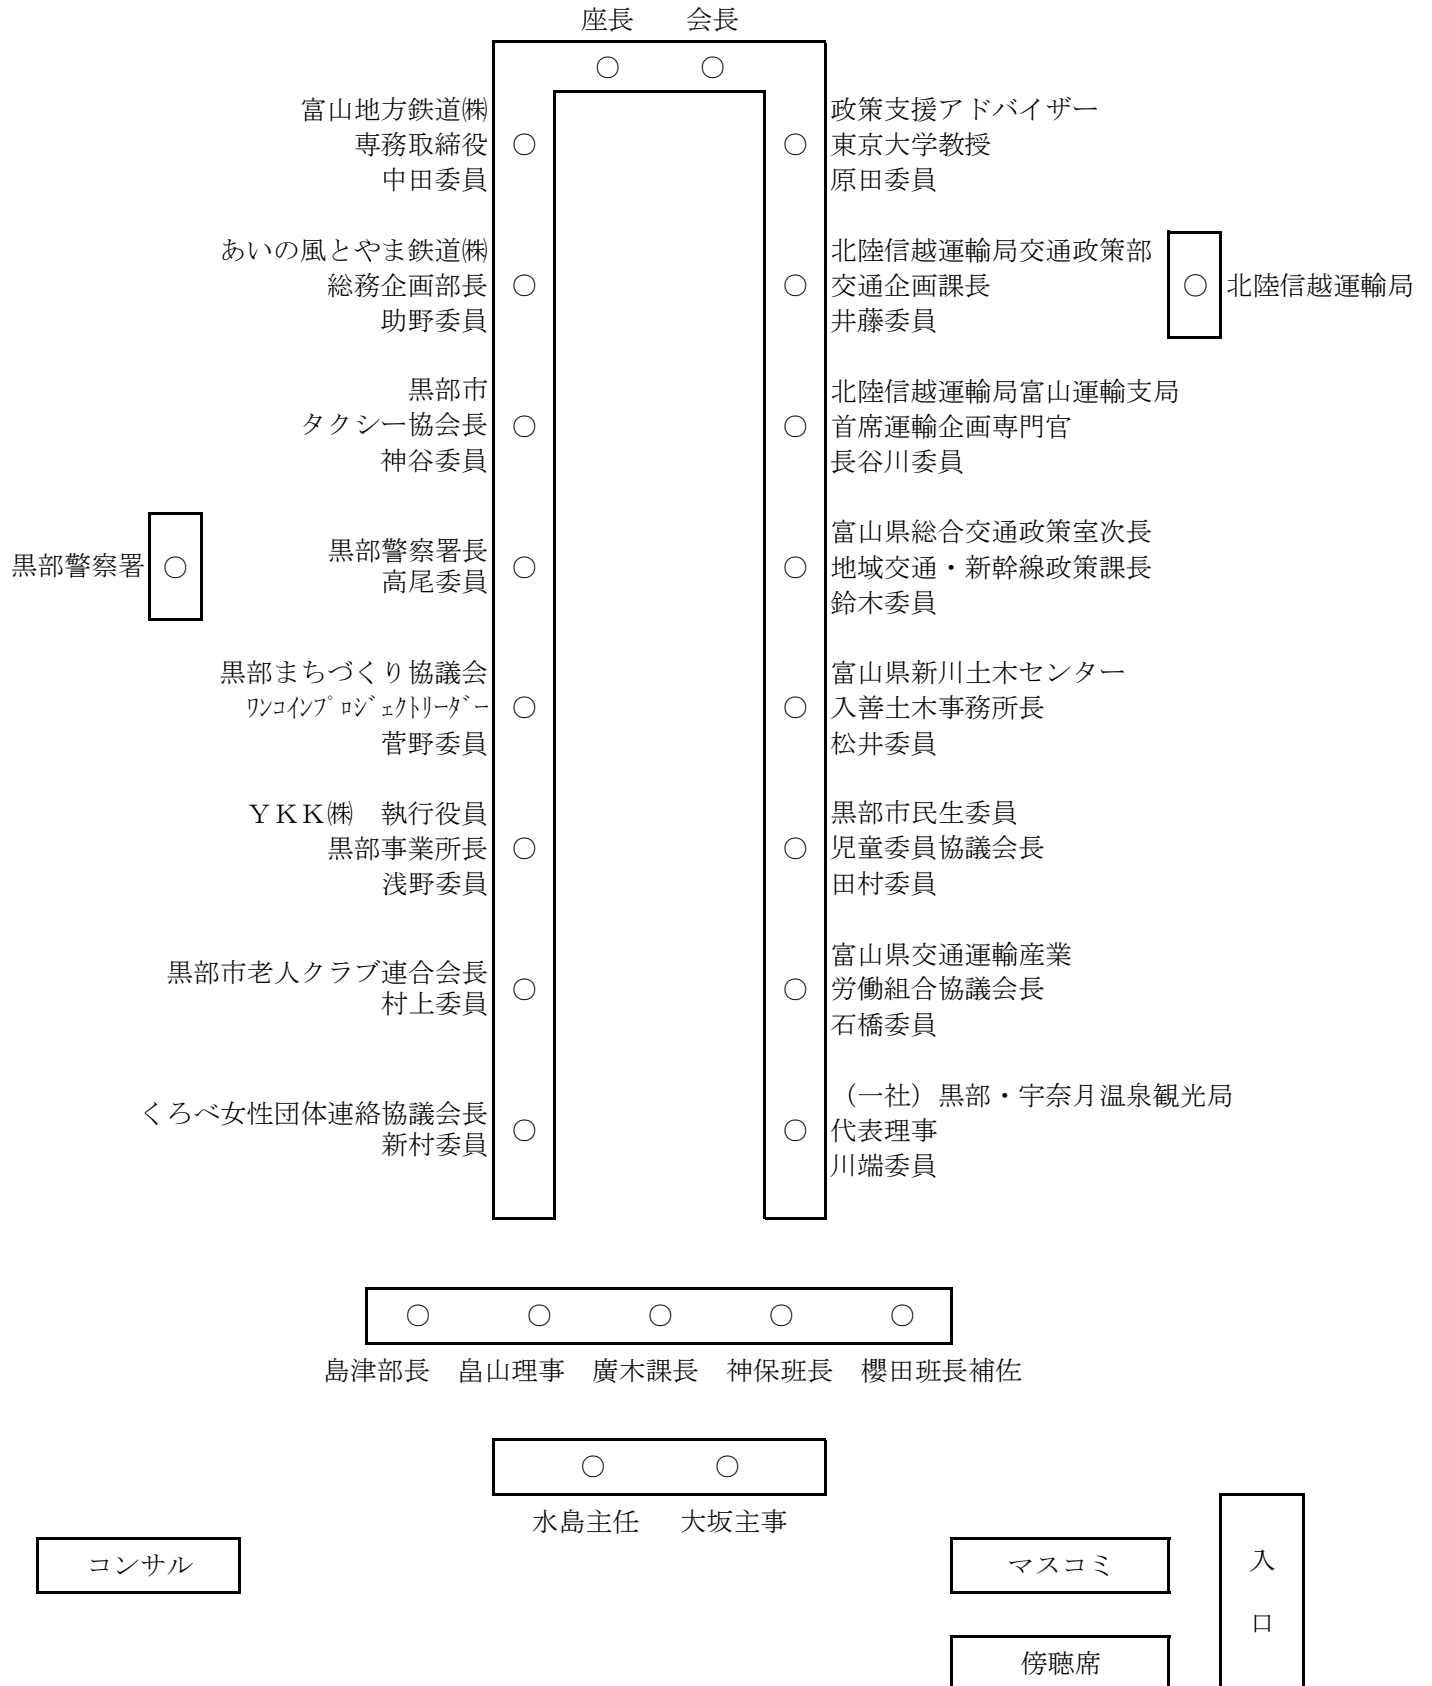 座長　会長
○　○
富山地方鉄道㈱
専務取締役　○
中田委員
政策支援アドバイザー
○　東京大学教授
原田委員
あいの風とやま鉄道㈱
総務企画部長　○
助野委員
北陸信越運輸局交通政策部
○　交通企画課長
井藤委員
○　北陸信越運輸局
黒部市
タクシー協会長　○
神谷委員
北陸信越運輸局富山運輸支局
○　首席運輸企画専門官
長谷川委員
黒部警察署　○
黒部警察署長
高尾委員　○
富山県総合交通政策室次長
○　地域交通・新幹線政策課長
鈴木委員
黒部まちづくり協議会
ﾜﾝｺｲﾝﾌﾟﾛｼﾞｪｸﾄﾘｰﾀﾞｰ　○
菅野委員
富山県新川土木センター
○　入善土木事務所長
松井委員
ＹＫＫ㈱　執行役員
黒部事業所長　○
浅野委員
黒部市民生委員
○　児童委員協議会長
田村委員
黒部市老人クラブ連合会長
村上委員　○
富山県交通運輸産業
○　労働組合協議会長
石橋委員
くろべ女性団体連絡協議会長
新村委員　○
（一社）黒部・宇奈月温泉観光局
○　代表理事
川端委員
○　○　○　○　○
島津部長　畠山理事　廣木課長　神保班長　櫻田班長補佐
○　○
水島主任　大坂主事
コンサル
マスコミ
傍聴席
入
口